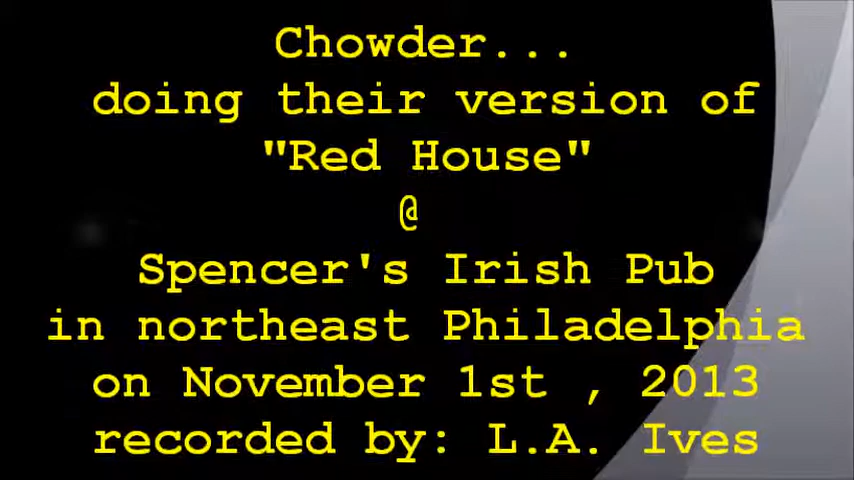 Chowder...
doing their version of
"Red House"
@
Spencer's Irish Pub
in northeast Philadelphia
on November 1st , 2013
recorded by: L.A. Ives